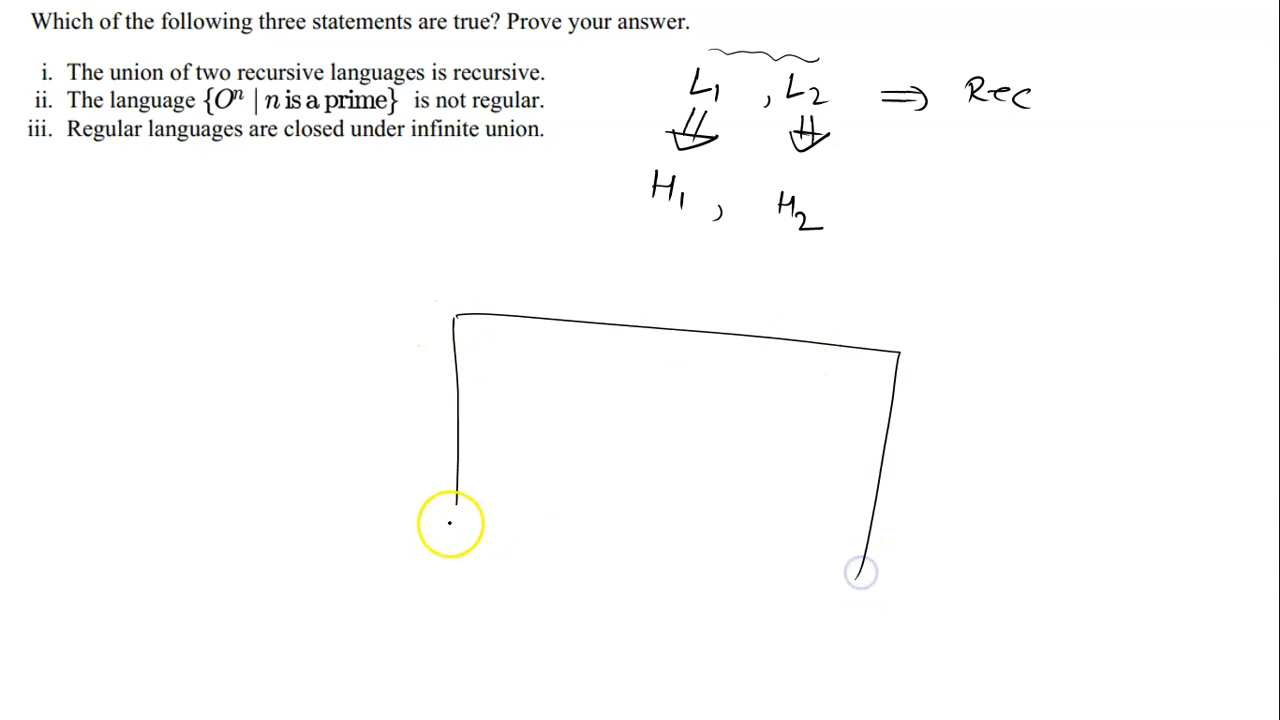 Which of the following three statements are true? Prove your answer.
i. The union of two recursive languages is recursive.
ii. The language {Oⁿ | n is a prime} is not regular.
iii. Regular languages are closed under infinite union.
L₁ , L₂ ⇒ Rec
H₁ , H₂